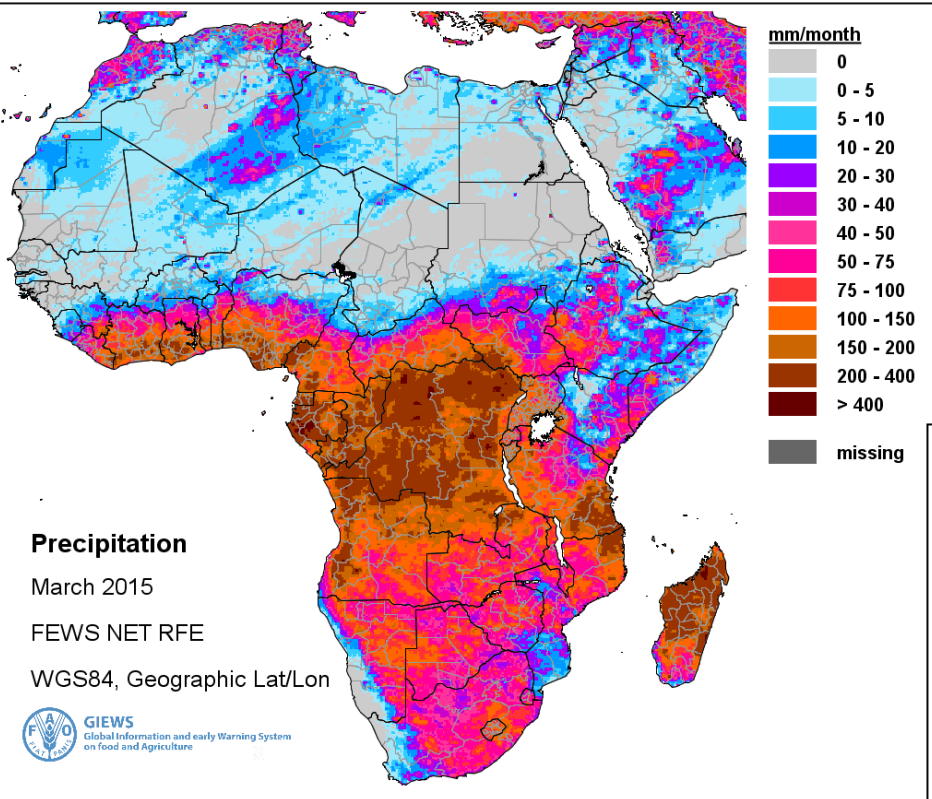 mm/month
0
0 - 5
5 - 10
10 - 20
20 - 30
30 - 40
40 - 50
50 - 75
75 - 100
100 - 150
150 - 200
200 - 400
> 400
missing
Precipitation
March 2015
FEWS NET RFE
WGS84, Geographic Lat/Lon
F A O
FIAT PANIS
GIEWS
Global Information and early Warning System
on food and Agriculture